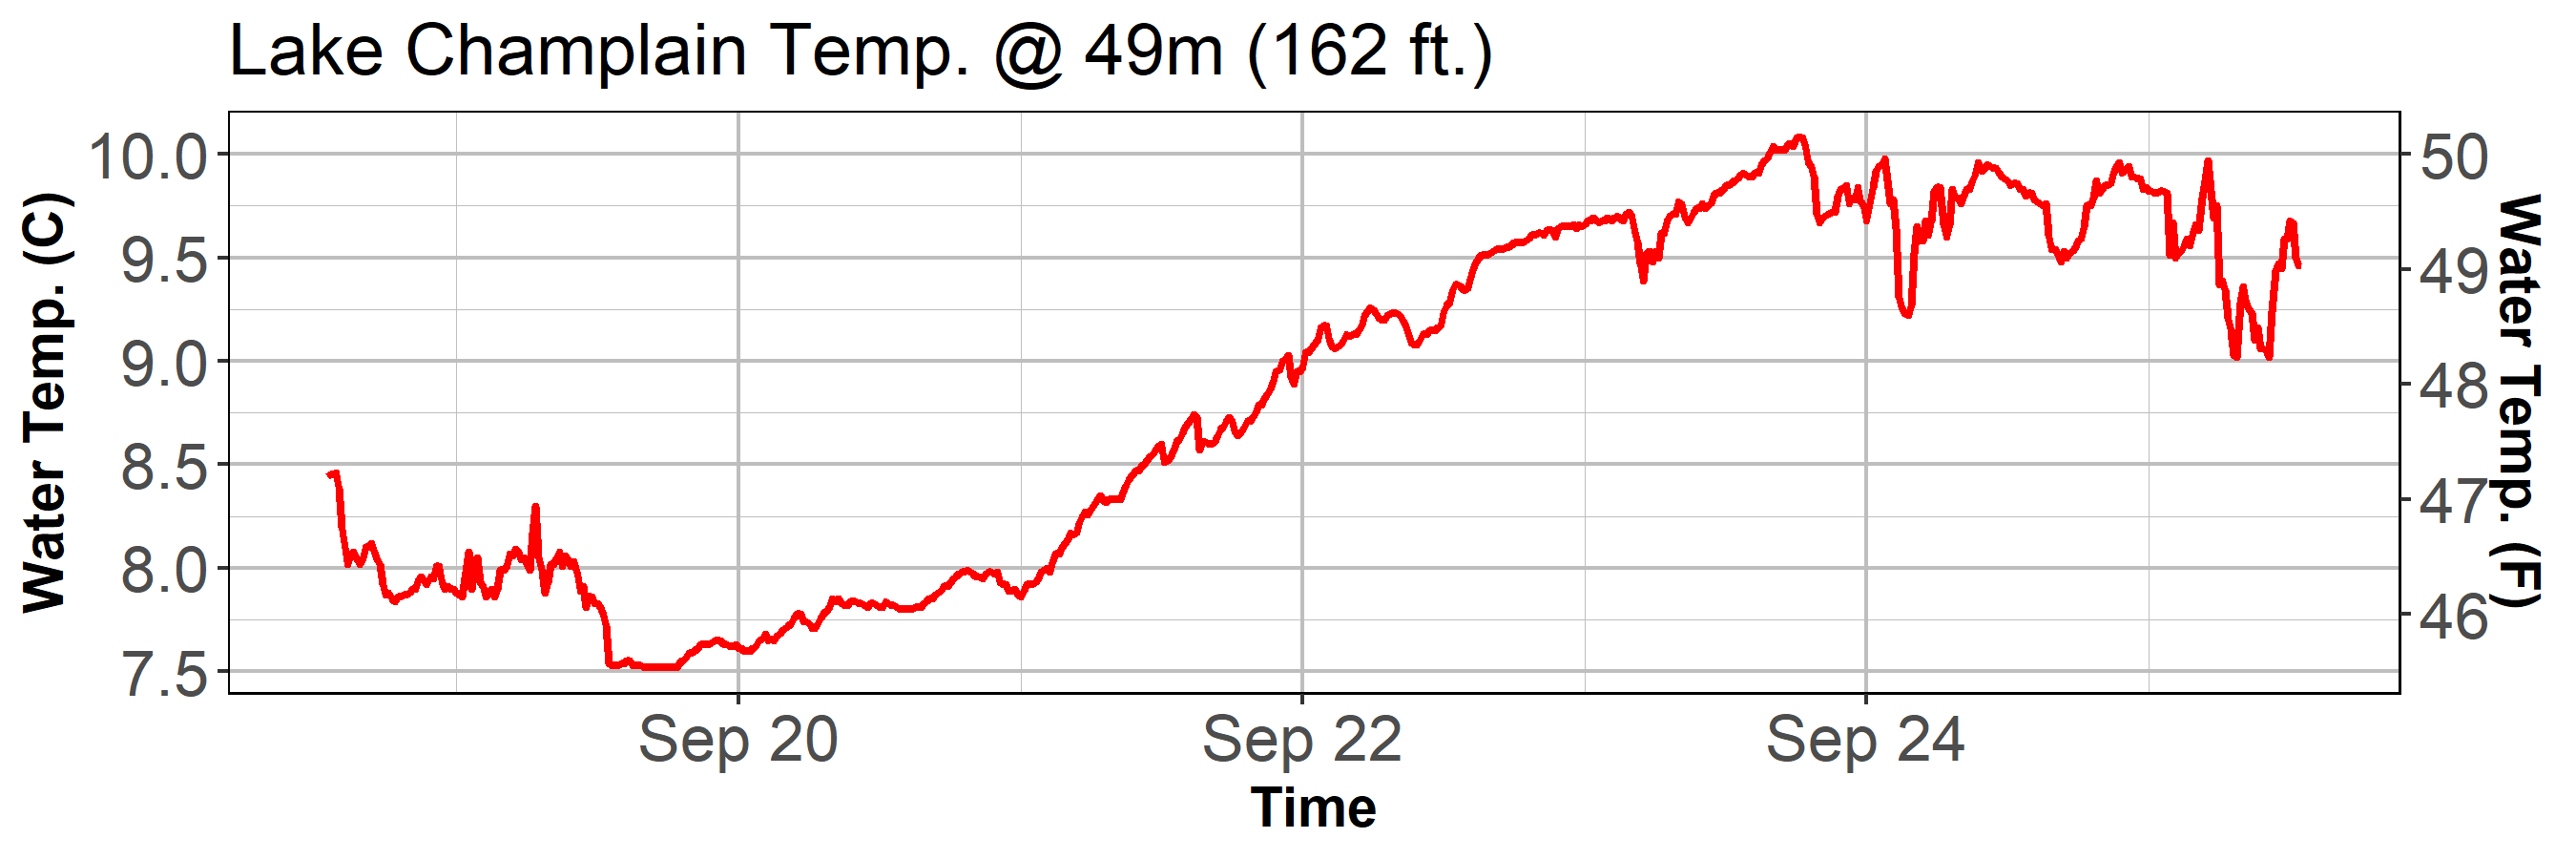 Lake Champlain Temp. @ 49m (162 ft.)
Water Temp. (C)
10.0
9.5
9.0
8.5
8.0
7.5
50
49
48
47
46
Water Temp. (F)
Sep 20
Sep 22
Sep 24
Time